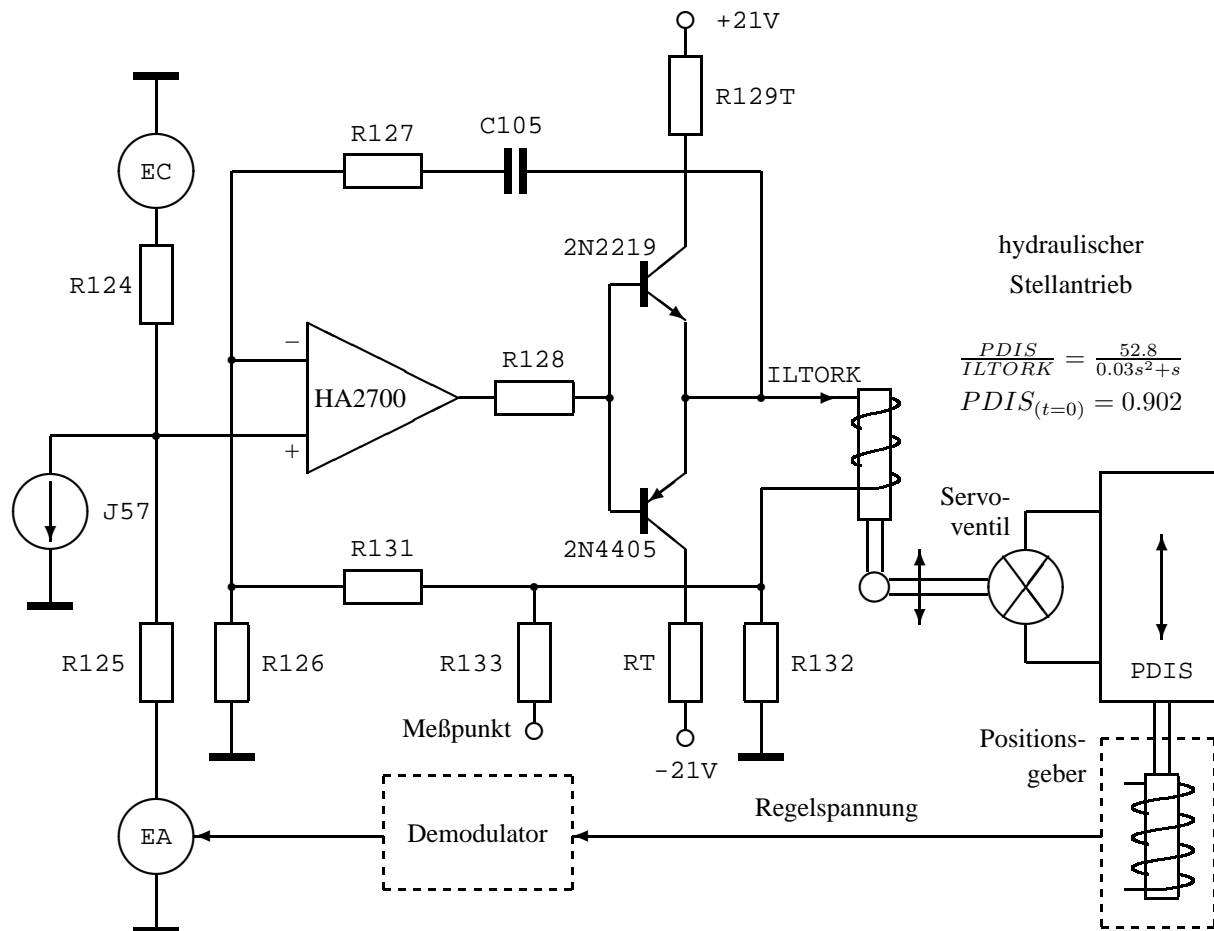 +21V
R129T
C105
R127
EC
2N2219
hydraulischer
Stellantrieb
R124
−
HA2700
+
R128
ILTORK
PDIS/ILTORK = 52.8/0.03s²+s
PDIS(t=0) = 0.902
J57
2N4405
Servo-
ventil
R131
R125
R126
R133
RT
R132
PDIS
Meßpunkt
-21V
Positions-
geber
EA
Demodulator
Regelspannung